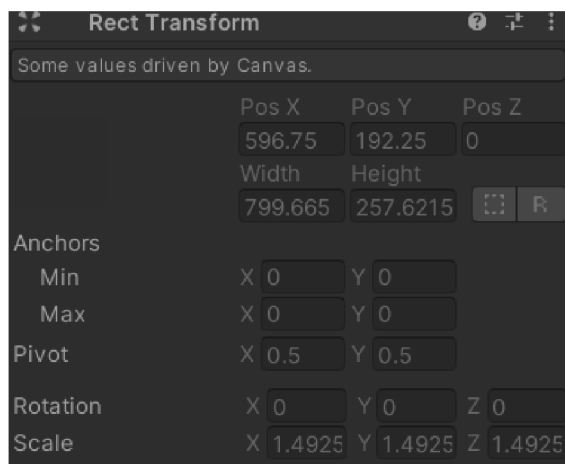 Rect Transform
Some values driven by Canvas.
Pos X Pos Y Pos Z
596.75 192.25 0
Width Height
799.665 257.6215 R
Anchors
Min X 0 Y 0
Max X 0 Y 0
Pivot X 0.5 Y 0.5
Rotation X 0 Y 0 Z 0
Scale X 1.4925 Y 1.4925 Z 1.4925